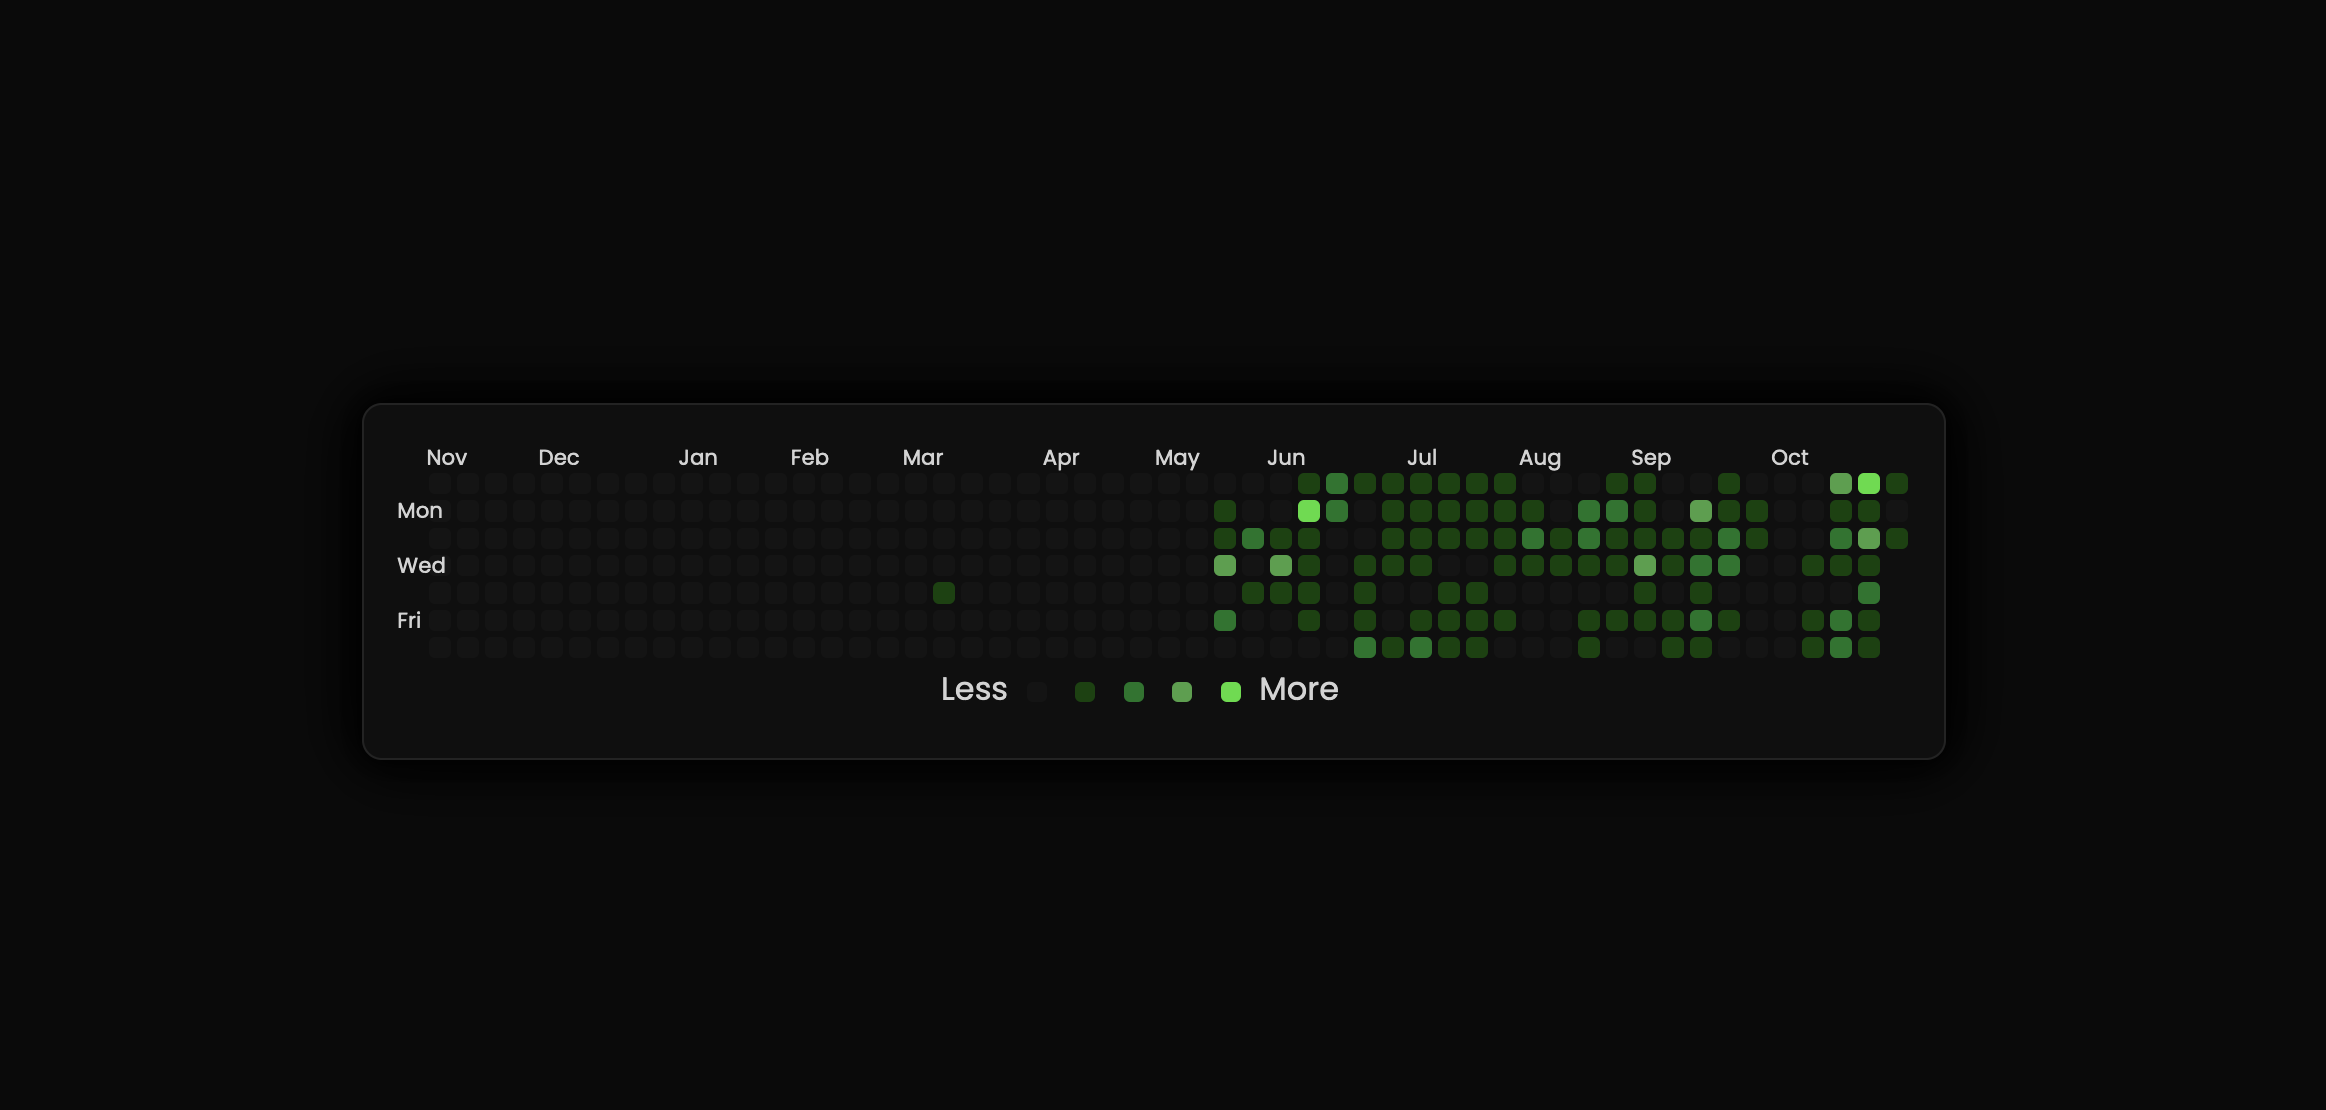 Nov Dec Jan Feb Mar Apr May Jun Jul Aug Sep Oct
Mon
Wed
Fri
Less More